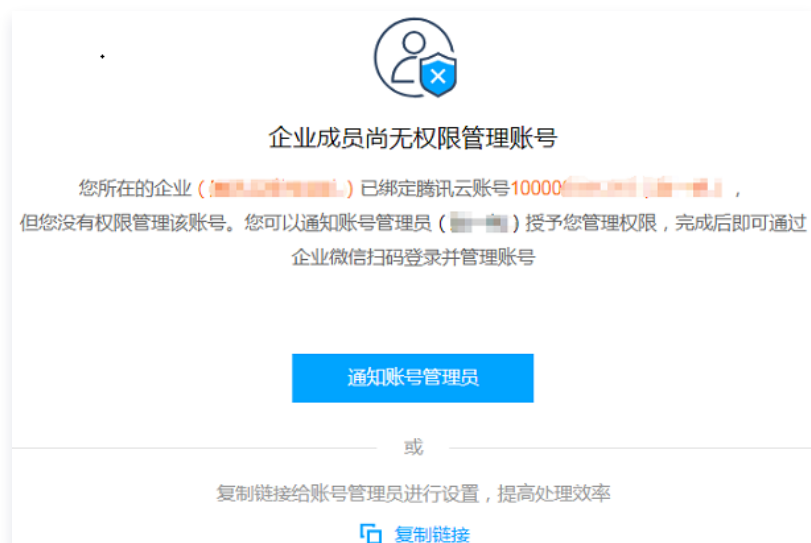 企业成员尚无权限管理账号
您所在的企业（）已绑定腾讯云账号10000，
但您没有权限管理该账号。您可以通知账号管理员（）授予您管理权限，完成后即可通过
企业微信扫码登录并管理账号
通知账号管理员
或
复制链接给账号管理员进行设置，提高处理效率
复制链接